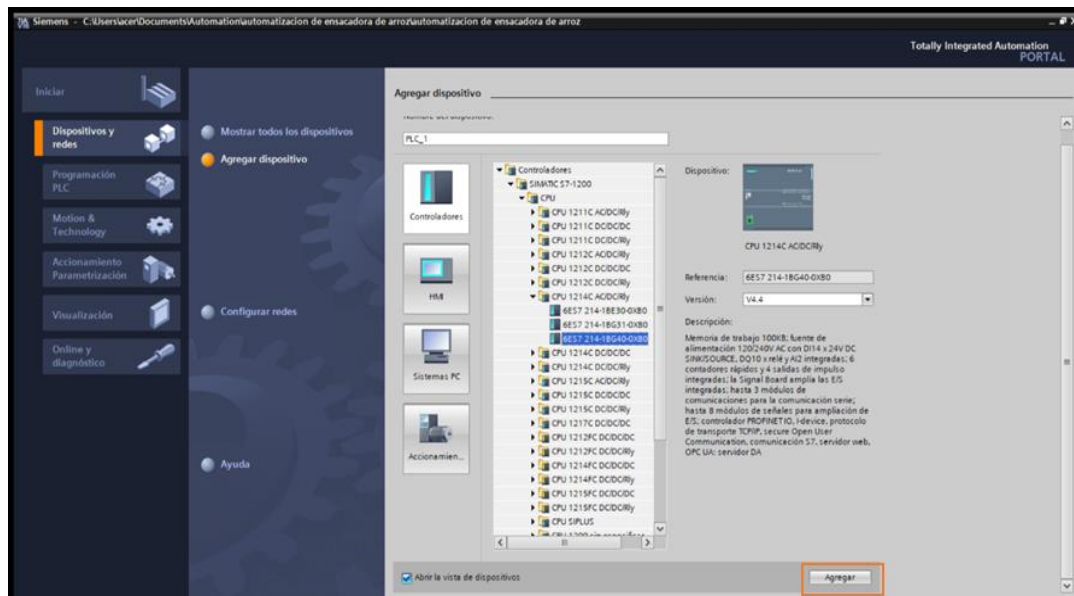 Siemens - C:\Users\acer\Documents\Automation\automatizacion de ensacadora de arroz\automatizacion de ensacadora de arroz
Totally Integrated Automation
PORTAL
Iniciar
Dispositivos y
redes
Programación
PLC
Motion &
Technology
Accionamiento
Parametrización
Visualización
Online y
diagnóstico
Mostrar todos los dispositivos
Agregar dispositivo
Configurar redes
Ayuda
Agregar dispositivo
PLC_1
Controladores
HMI
Sistemas PC
Accionamien...
Controladores
SIMATIC S7-1200
CPU
CPU 1211C AC/DC/Rly
CPU 1211C DC/DC/DC
CPU 1211C DC/DC/Rly
CPU 1212C AC/DC/Rly
CPU 1212C DC/DC/DC
CPU 1212C DC/DC/Rly
CPU 1214C AC/DC/Rly
6ES7 214-1BE30-0XB0
6ES7 214-1BG31-0XB0
6ES7 214-1BG40-0XB0
CPU 1214C DC/DC/DC
CPU 1214C DC/DC/Rly
CPU 1215C AC/DC/Rly
CPU 1215C DC/DC/DC
CPU 1215C DC/DC/Rly
CPU 1217C DC/DC/DC
CPU 1212FC DC/DC/DC
CPU 1212FC DC/DC/Rly
CPU 1214FC DC/DC/DC
CPU 1214FC DC/DC/Rly
CPU 1215FC DC/DC/DC
CPU 1215FC DC/DC/Rly
CPU SIPLUS
Dispositivo:
CPU 1214C AC/DC/Rly
Referencia: 6ES7 214-1BG40-0XB0
Versión: V4.4
Descripción:
Memoria de trabajo 100KB; fuente de
alimentación 120/240V AC con DI14 x 24V DC
SINK/SOURCE, DQ10 x relé y AI2 integradas; 6
contadores rápidos y 4 salidas de impulso
integradas; la Signal Board amplía las E/S
integradas; hasta 3 módulos de
comunicaciones para la comunicación serie;
hasta 8 módulos de señales para ampliación de
E/S; controlador PROFINET IO, I-device, protocolo
de transporte TCP/IP, secure Open User
Communication, comunicación S7, servidor web,
OPC UA: servidor DA
Abrir la vista de dispositivos
Agregar